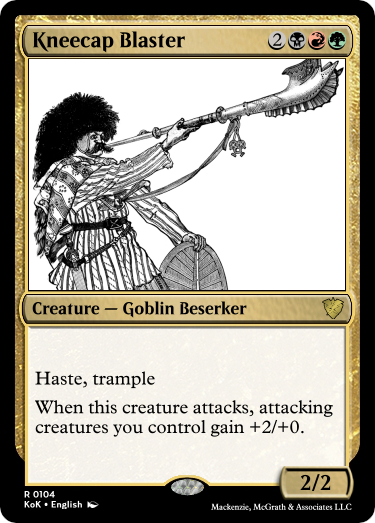 Kneecap Blaster 2
Creature — Goblin Beserker
Haste, trample
When this creature attacks, attacking
creatures you control gain +2/+0.
2/2
R 0104
KoK • English Mackenzie, McGrath & Associates LLC